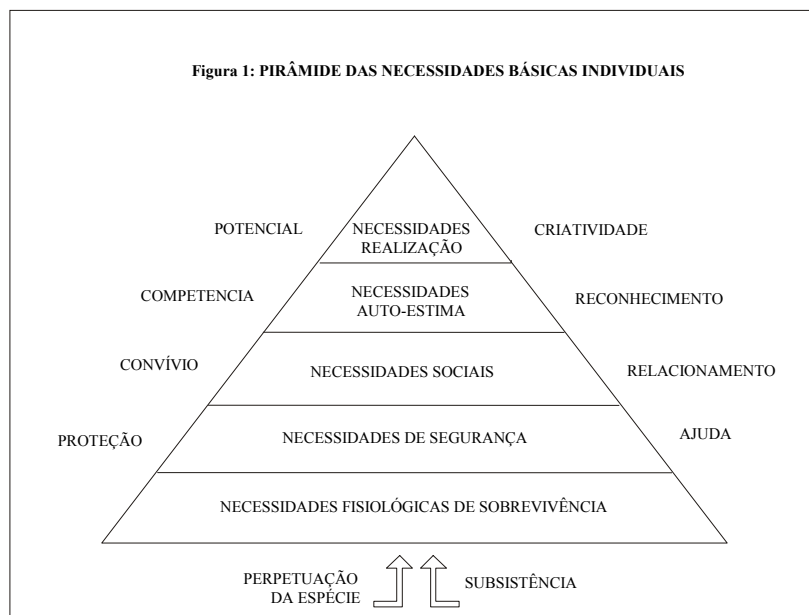 Figura 1: PIRÂMIDE DAS NECESSIDADES BÁSICAS INDIVIDUAIS
POTENCIAL
NECESSIDADES
REALIZAÇÃO
CRIATIVIDADE
COMPETENCIA
NECESSIDADES
AUTO-ESTIMA
RECONHECIMENTO
CONVÍVIO
NECESSIDADES SOCIAIS
RELACIONAMENTO
PROTEÇÃO
NECESSIDADES DE SEGURANÇA
AJUDA
NECESSIDADES FISIOLÓGICAS DE SOBREVIVÊNCIA
PERPETUAÇÃO
DA ESPÉCIE
SUBSISTÊNCIA